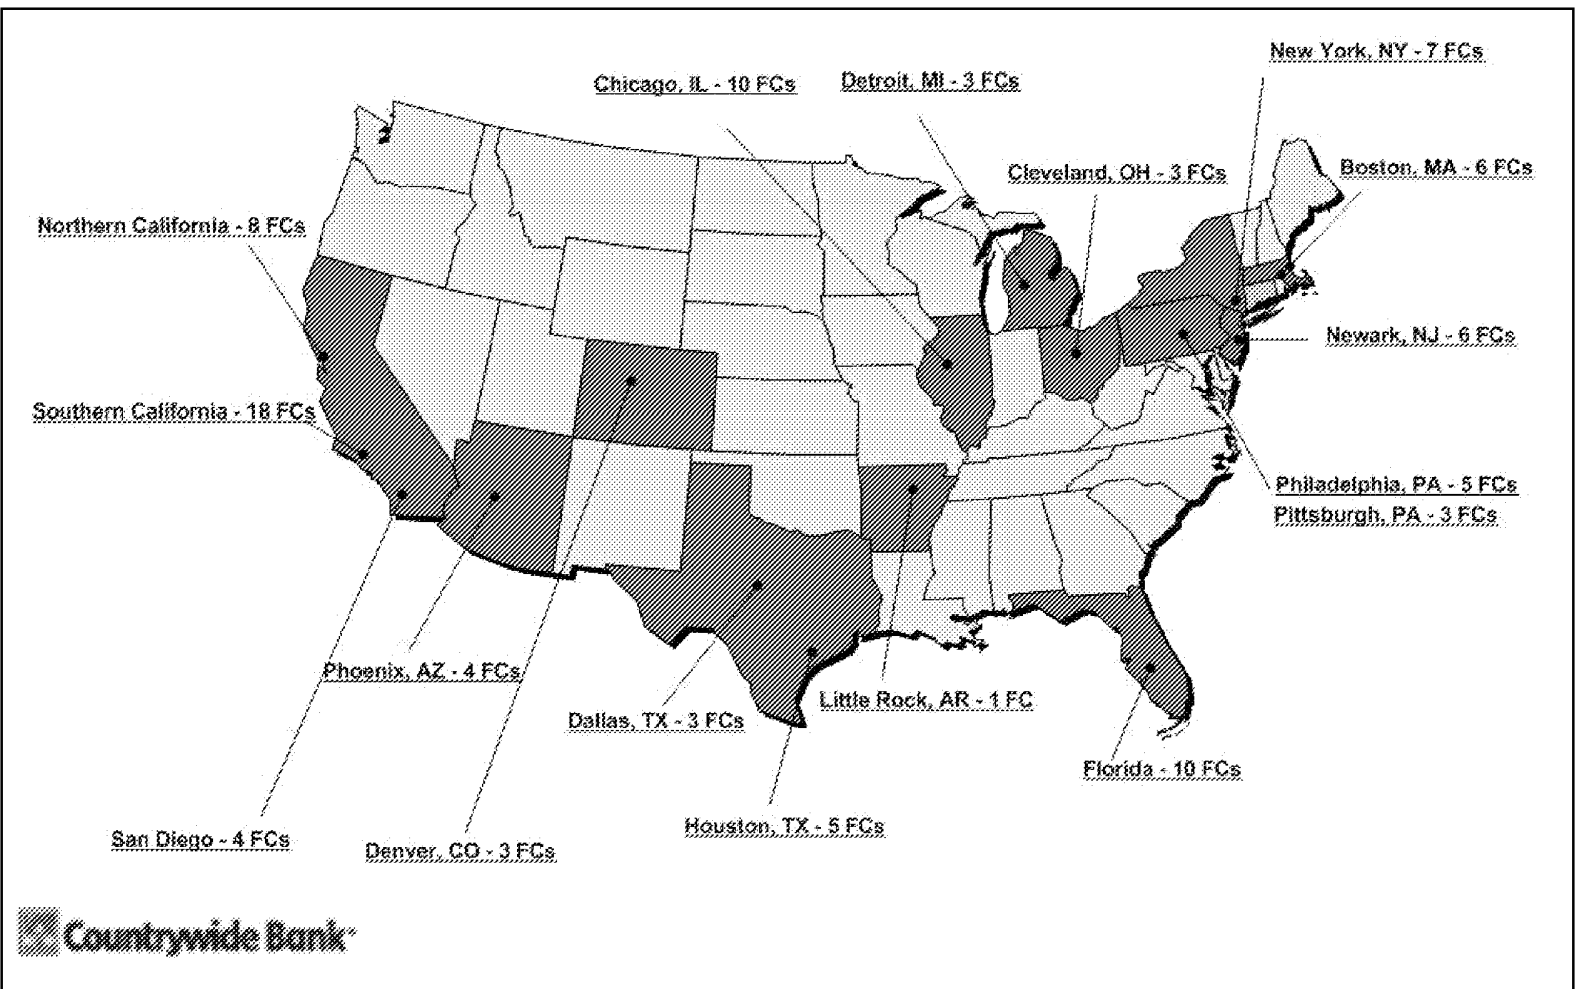 New York, NY - 7 FCs
Chicago, IL - 10 FCs
Detroit, MI - 3 FCs
Cleveland, OH - 3 FCs
Boston, MA - 6 FCs
Northern California - 8 FCs
Newark, NJ - 6 FCs
Southern California - 18 FCs
Philadelphia, PA - 5 FCs
Pittsburgh, PA - 3 FCs
Phoenix, AZ - 4 FCs
Little Rock, AR - 1 FC
Dallas, TX - 3 FCs
Florida - 10 FCs
Houston, TX - 5 FCs
San Diego - 4 FCs
Denver, CO - 3 FCs
Countrywide Bank